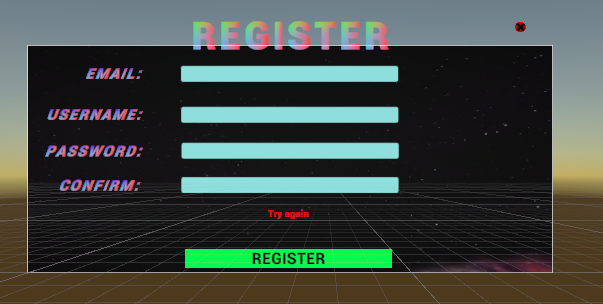 REGISTER
EMAIL:
USERNAME:
PASSWORD:
CONFIRM:
Try again
REGISTER